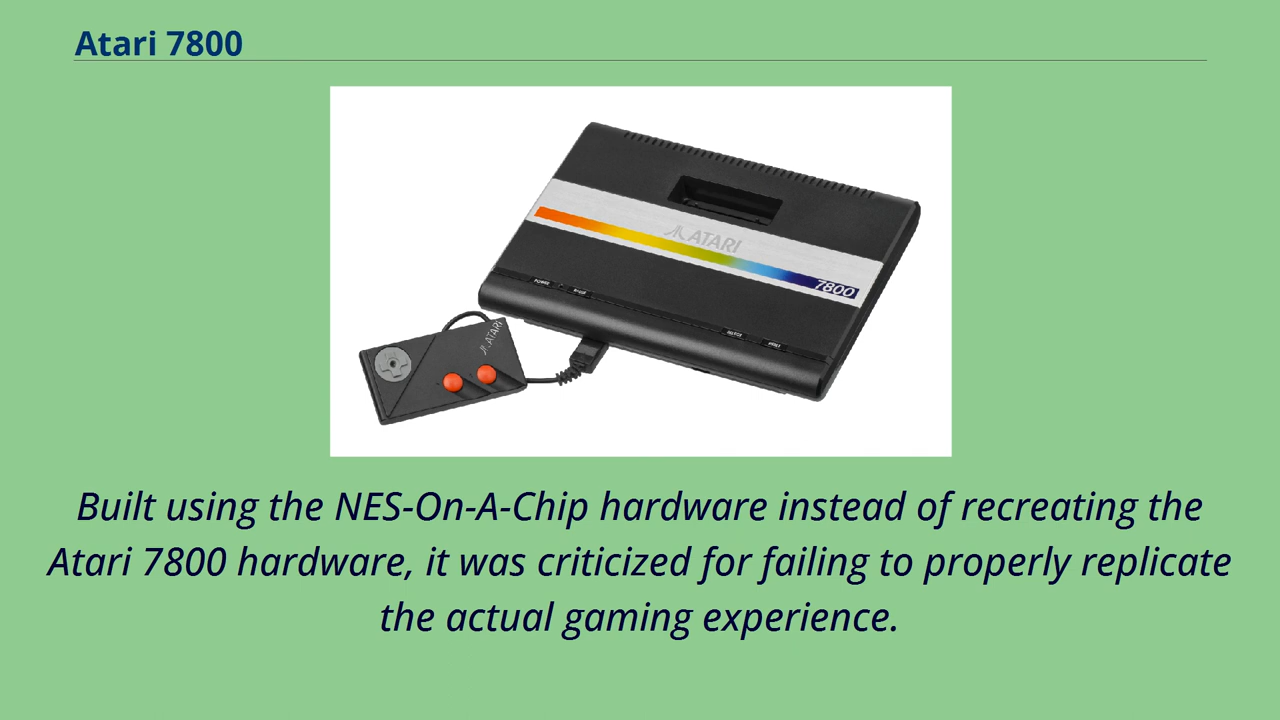 Atari 7800
ATARI
7800
POWER
ATARI
Built using the NES-On-A-Chip hardware instead of recreating the
Atari 7800 hardware, it was criticized for failing to properly replicate
the actual gaming experience.